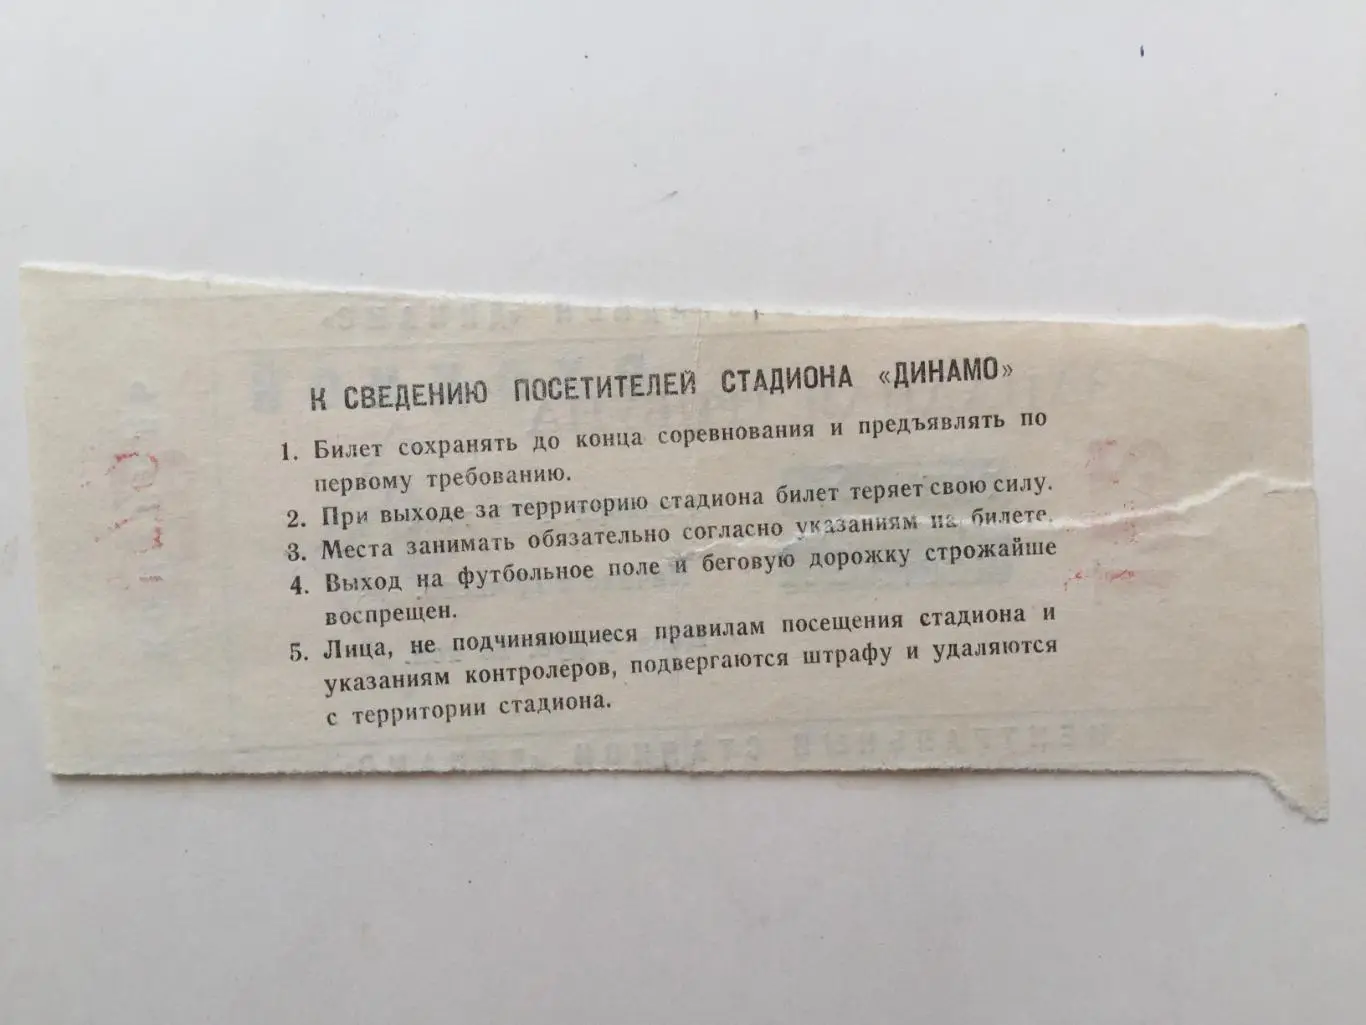 К СВЕДЕНИЮ ПОСЕТИТЕЛЕЙ СТАДИОНА «ДИНАМО»
1. Билет сохранять до конца соревнования и предъявлять по
первому требованию.
2. При выходе за территорию стадиона билет теряет свою силу.
3. Места занимать обязательно согласно указаниям на билете.
4. Выход на футбольное поле и беговую дорожку строжайше
воспрещен.
5. Лица, не подчиняющиеся правилам посещения стадиона и
указаниям контролеров, подвергаются штрафу и удаляются
с территории стадиона.